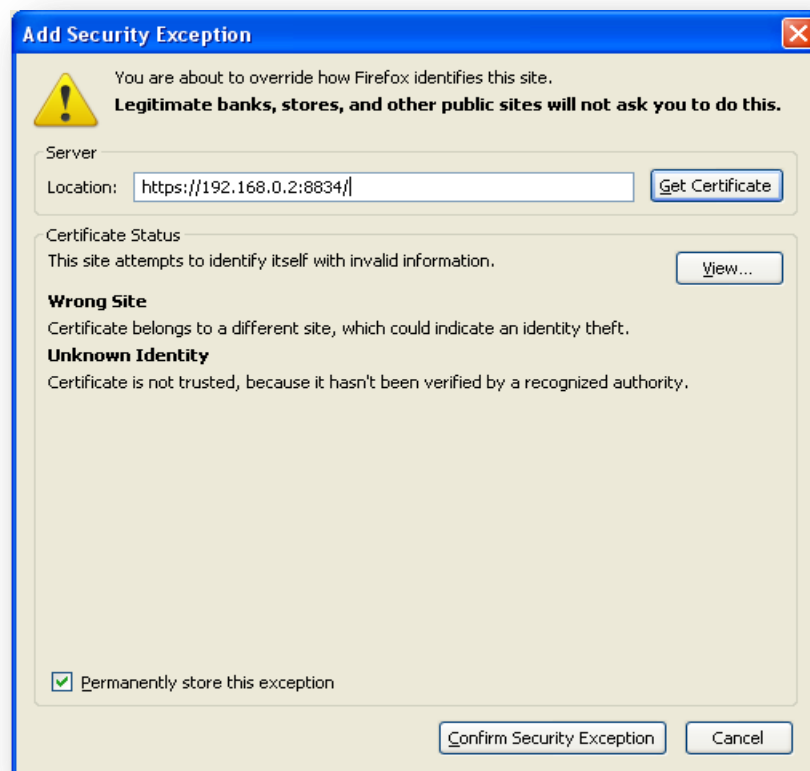 Add Security Exception
You are about to override how Firefox identifies this site.
Legitimate banks, stores, and other public sites will not ask you to do this.
Server
Location: https://192.168.0.2:8834/ Get Certificate
Certificate Status
This site attempts to identify itself with invalid information. View...
Wrong Site
Certificate belongs to a different site, which could indicate an identity theft.
Unknown Identity
Certificate is not trusted, because it hasn't been verified by a recognized authority.
Permanently store this exception
Confirm Security Exception Cancel